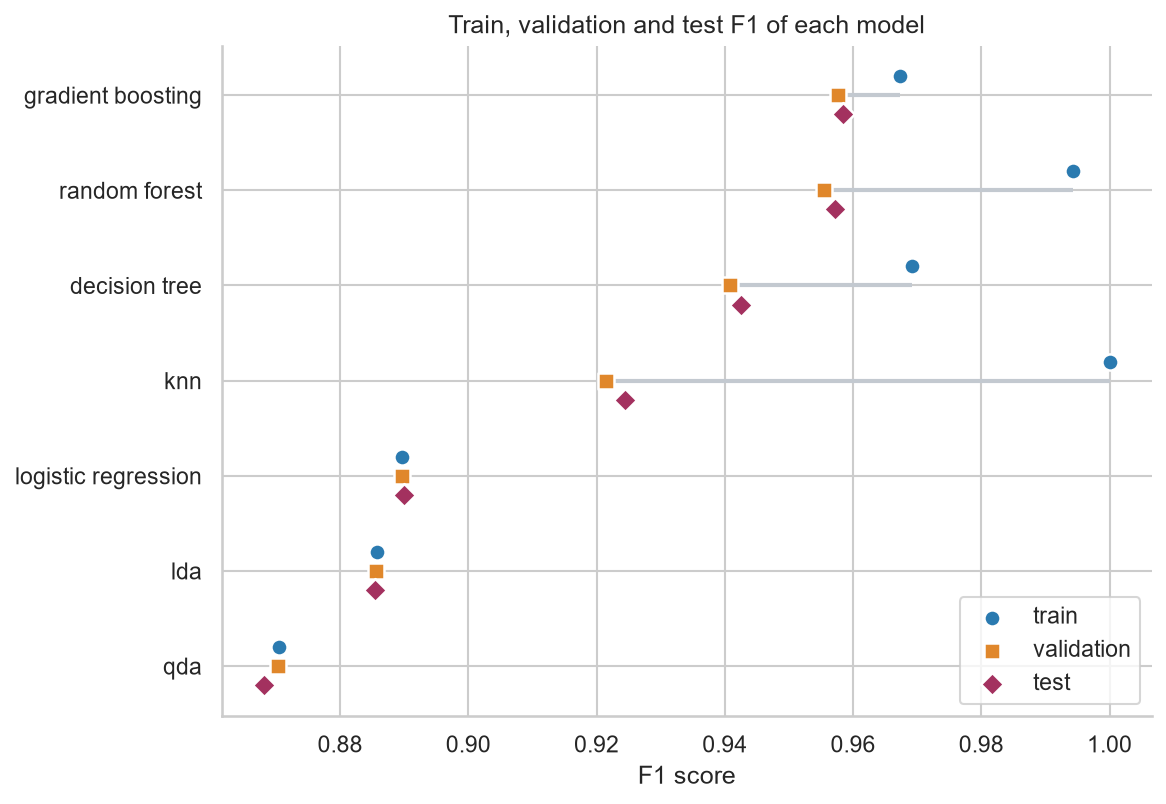 Train, validation and test F1 of each model
gradient boosting
random forest
decision tree
knn
logistic regression
lda
qda
train
validation
test
0.88 0.90 0.92 0.94 0.96 0.98 1.00
F1 score